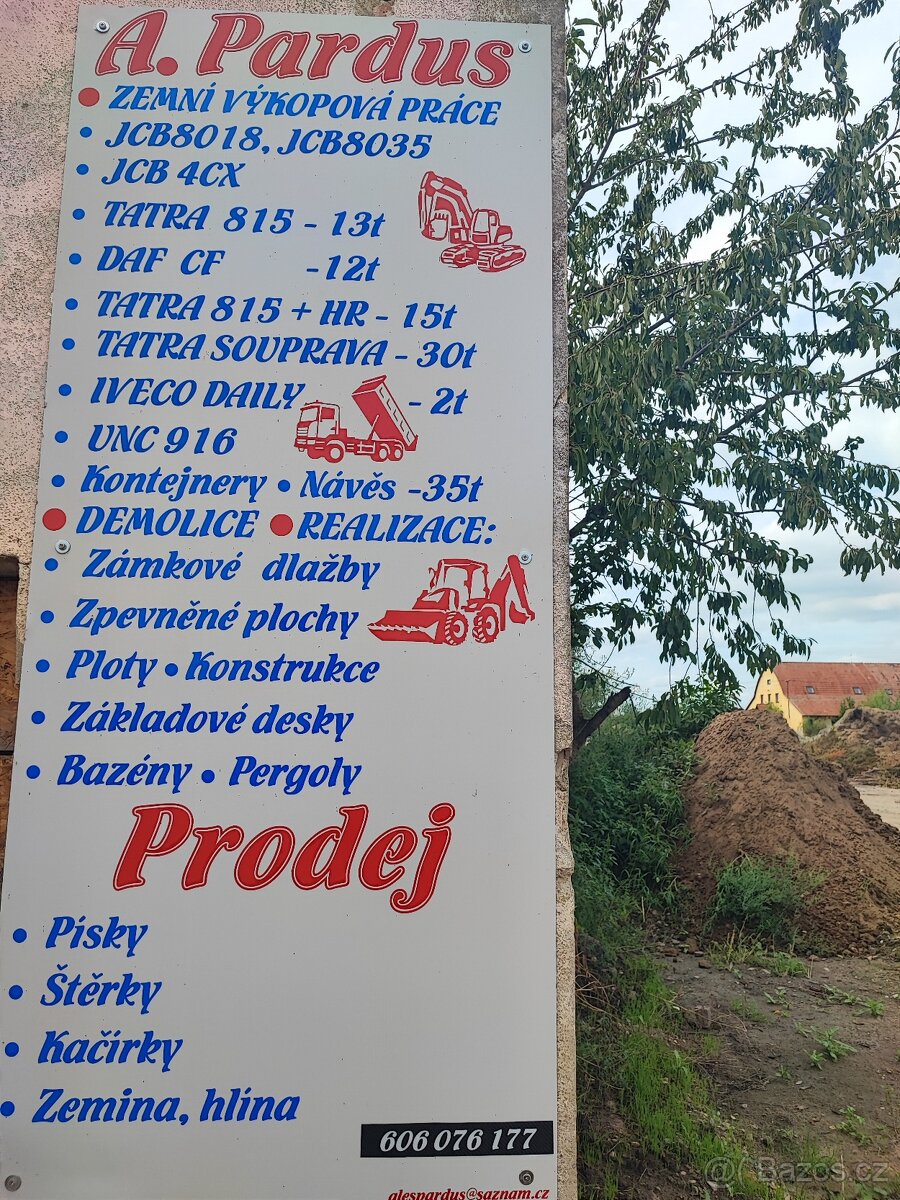 A. Pardus
● ZEMNÍ VÝKOPOVÁ PRÁCE
• JCB8018, JCB8035
• JCB 4CX
• TATRA 815 - 13t
• DAF CF -12t
• TATRA 815 + HR - 15t
• TATRA SOUPRAVA - 30t
• IVECO DAILY - 2t
• UNC 916
• Kontejnery • Návěs -35t
● DEMOLICE ● REALIZACE:
• Zámkové dlažby
• Zpevněné plochy
• Ploty • Konstrukce
• Základové desky
• Bazény • Pergoly
Prodej
• Písky
• Štěrky
• Kačírky
• Zemina, hlína
606 076 177
alespardus@saznam.cz
@Bazos.cz